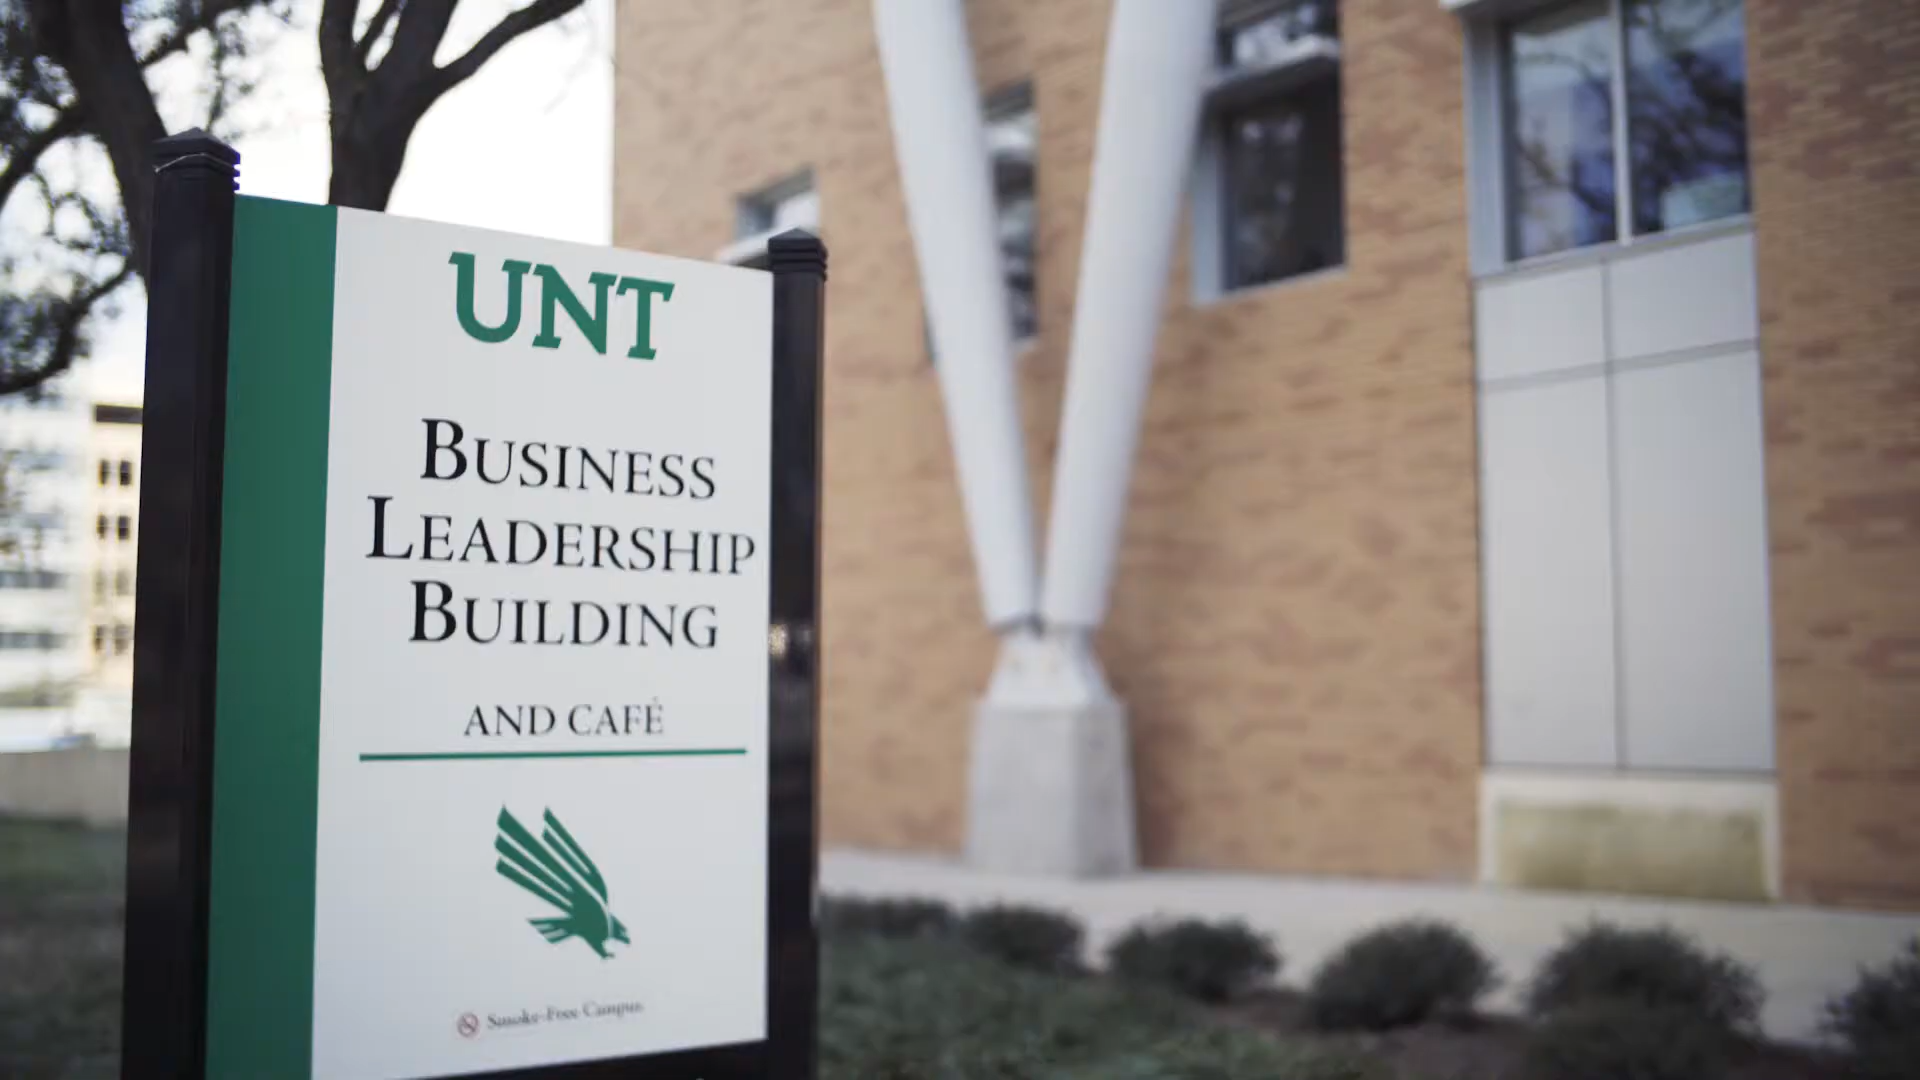 UNT
BUSINESS
LEADERSHIP
BUILDING
AND CAFÉ
Smoke-Free Campus